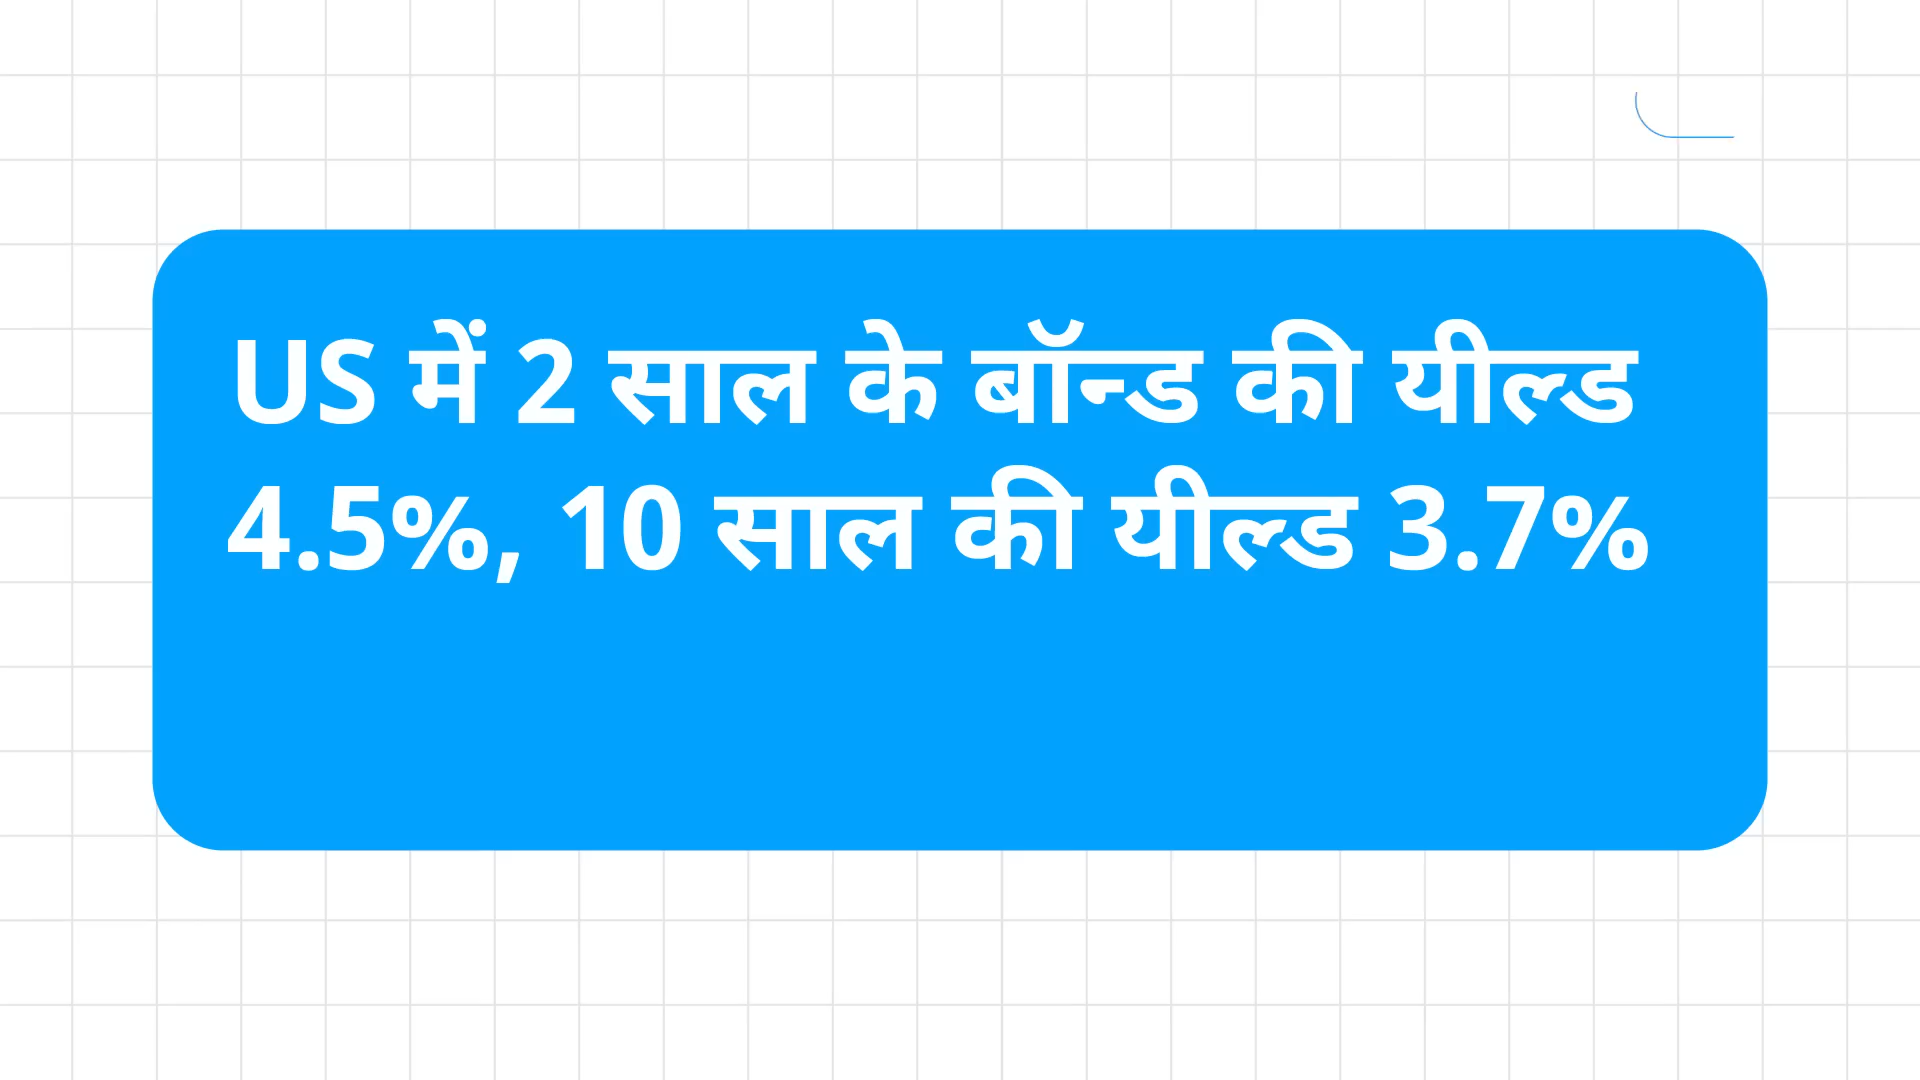 US में 2 साल के बॉन्ड की यील्ड
4.5%, 10 साल की यील्ड 3.7%